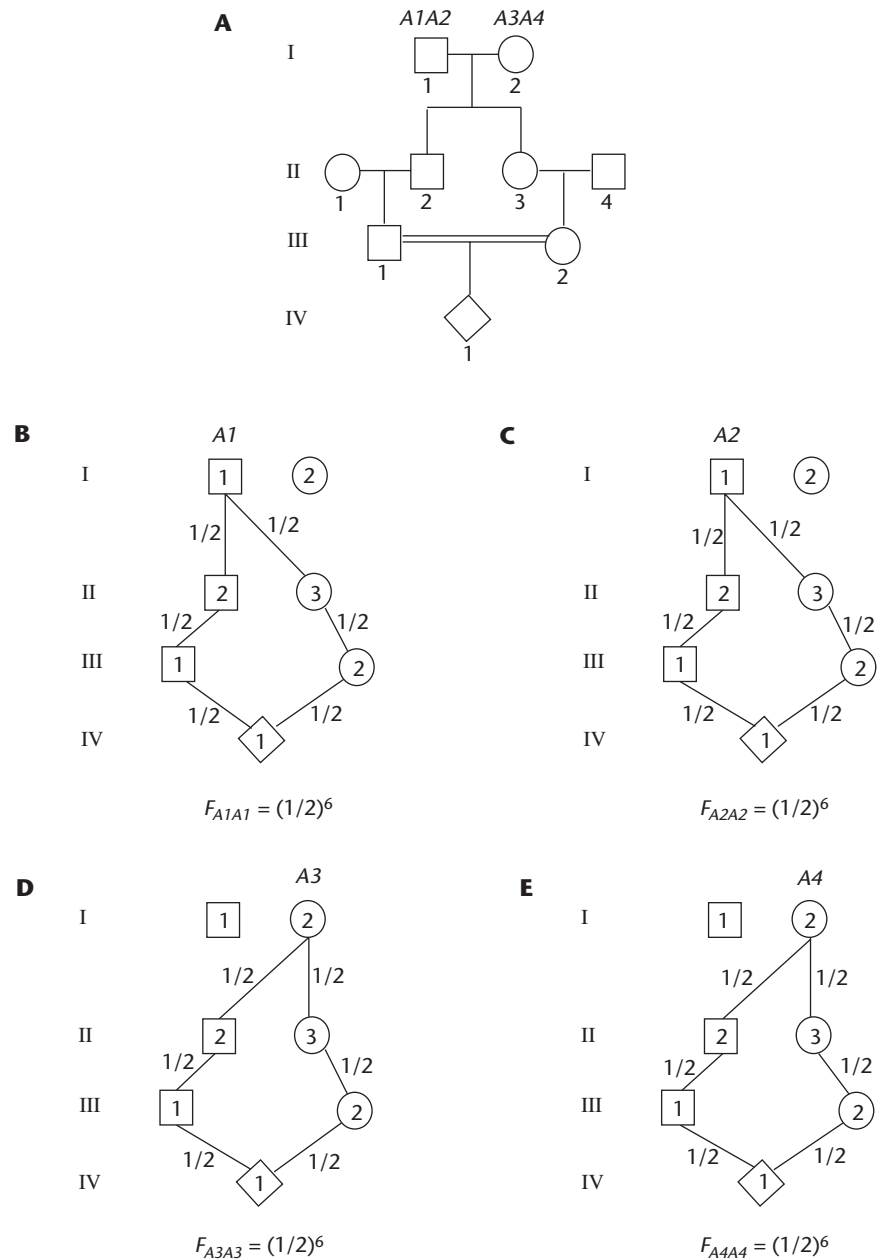 A
A1A2 A3A4
I
1 2
II
1 2 3 4
III
1 2
IV
1
B
A1
I 1 2
1/2 1/2
II 2 3
1/2 1/2
III 1 2
1/2 1/2
IV 1
F_A1A1 = (1/2)⁶
C
A2
I 1 2
1/2 1/2
II 2 3
1/2 1/2
III 1 2
1/2 1/2
IV 1
F_A2A2 = (1/2)⁶
D
A3
I 1 2
1/2 1/2
II 2 3
1/2 1/2
III 1 2
1/2 1/2
IV 1
F_A3A3 = (1/2)⁶
E
A4
I 1 2
1/2 1/2
II 2 3
1/2 1/2
III 1 2
1/2 1/2
IV 1
F_A4A4 = (1/2)⁶